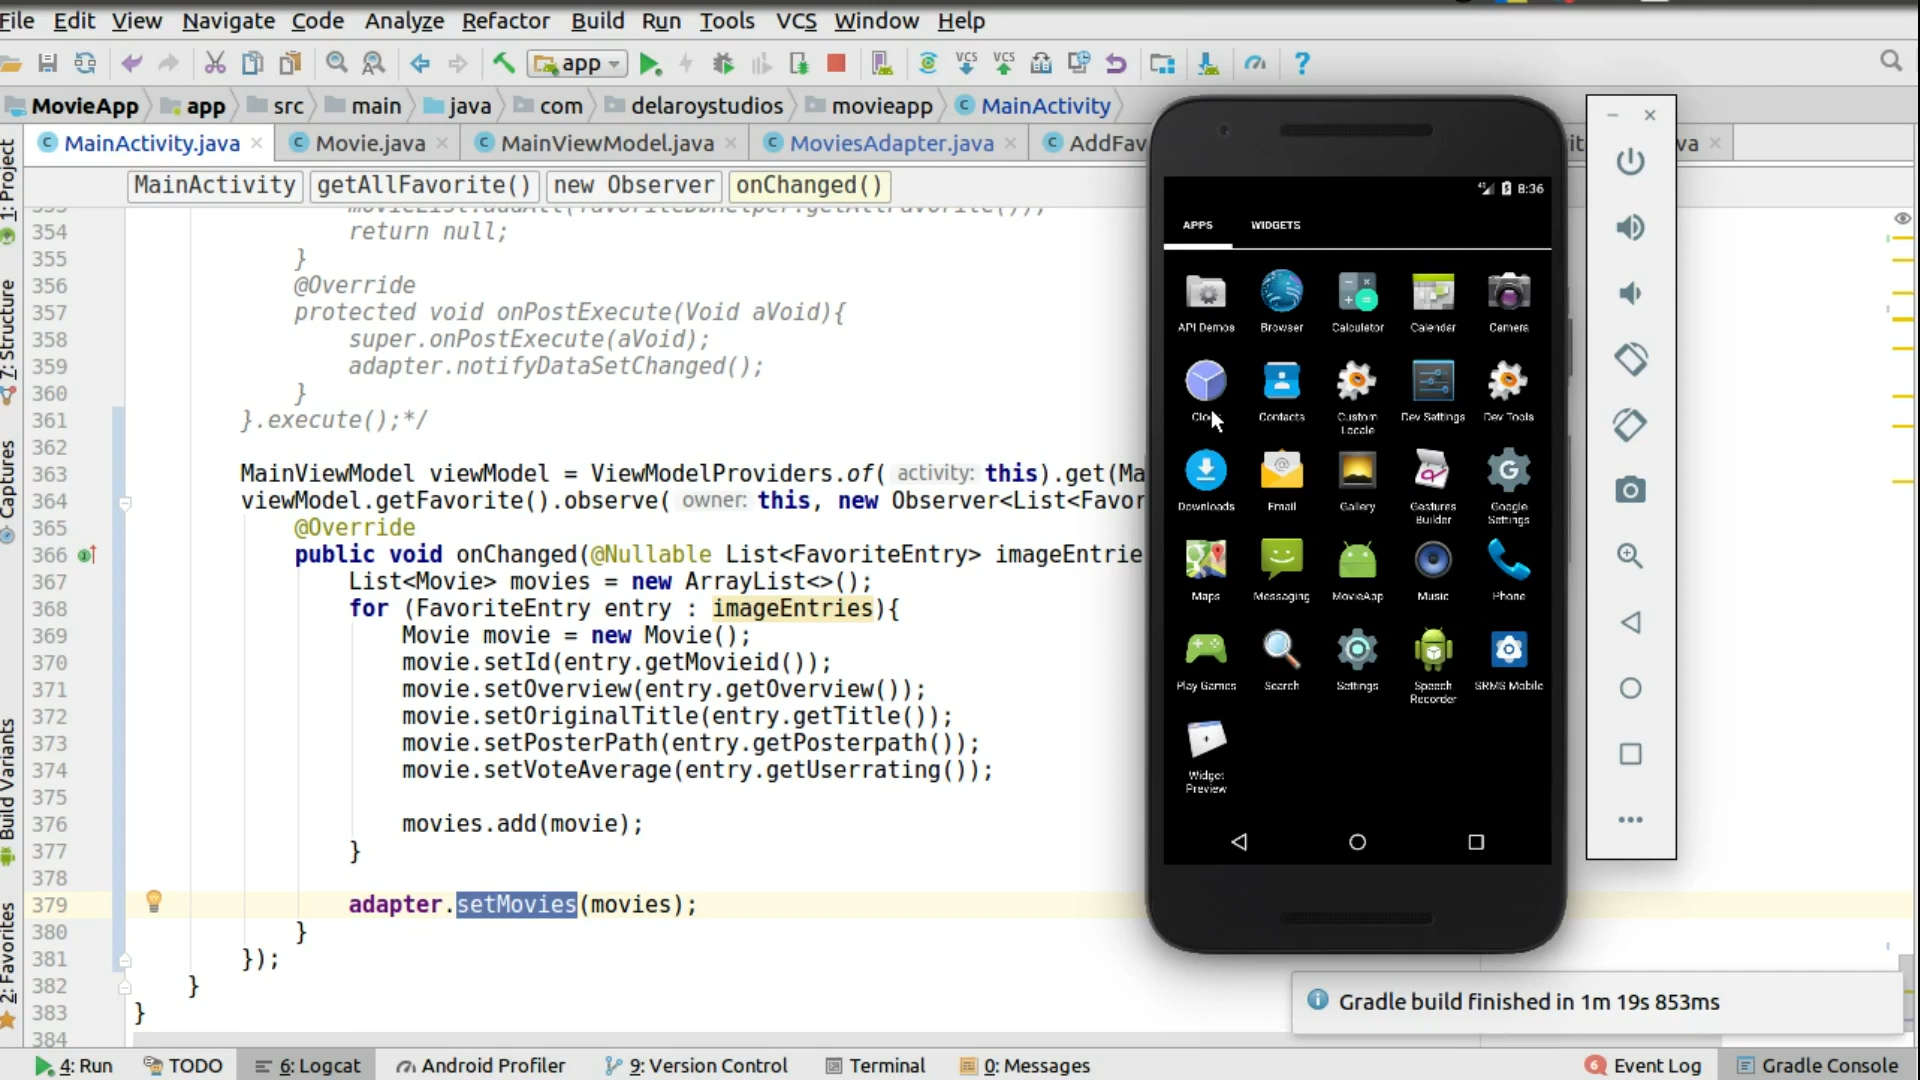 File Edit View Navigate Code Analyze Refactor Build Run Tools VCS Window Help
app
VCS VCS
MovieApp app src main java com delaroystudios movieapp MainActivity
MainActivity.java Movie.java MainViewModel.java MoviesAdapter.java AddFav va
MainActivity getAllFavorite() new Observer onChanged()
354 return null;
355 }
356 @Override
357 protected void onPostExecute(Void aVoid){
358 super.onPostExecute(aVoid);
359 adapter.notifyDataSetChanged();
360 }
361 }.execute();*/
362
363 MainViewModel viewModel = ViewModelProviders.of( activity: this).get(Ma
364 viewModel.getFavorite().observe( owner: this, new Observer<List<Favor
365 @Override
366 public void onChanged(@Nullable List<FavoriteEntry> imageEntrie
367 List<Movie> movies = new ArrayList<>();
368 for (FavoriteEntry entry : imageEntries){
369 Movie movie = new Movie();
370 movie.setId(entry.getMovieid());
371 movie.setOverview(entry.getOverview());
372 movie.setOriginalTitle(entry.getTitle());
373 movie.setPosterPath(entry.getPosterpath());
374 movie.setVoteAverage(entry.getUserrating());
375
376 movies.add(movie);
377 }
378
379 adapter.setMovies(movies);
380 }
381 });
382 }
383 }
384
1: Project
7: Structure
Captures
Build Variants
2: Favorites
8:36
APPS WIDGETS
API Demos Browser Calculator Calendar Camera
Contacts Custom Locale Dev Settings Dev Tools
Downloads Email Gallery Gestures Builder Google Settings
Maps Messaging MovieApp Music Phone
Play Games Search Settings Speech Recorder SRMS Mobile
Widget Preview
Gradle build finished in 1m 19s 853ms
4: Run TODO 6: Logcat Android Profiler 9: Version Control Terminal 0: Messages 6 Event Log Gradle Console